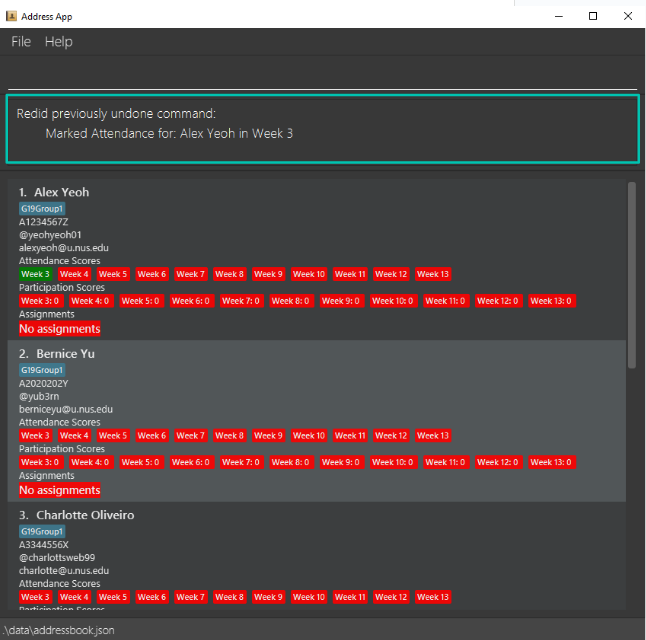 Address App
File Help
Redid previously undone command:
Marked Attendance for: Alex Yeoh in Week 3
1. Alex Yeoh
G19Group1
A1234567Z
@yeohyeoh01
alexyeoh@u.nus.edu
Attendance Scores
Week 3 Week 4 Week 5 Week 6 Week 7 Week 8 Week 9 Week 10 Week 11 Week 12 Week 13
Participation Scores
Week 3: 0 Week 4: 0 Week 5: 0 Week 6: 0 Week 7: 0 Week 8: 0 Week 9: 0 Week 10: 0 Week 11: 0 Week 12: 0 Week 13: 0
Assignments
No assignments
2. Bernice Yu
G19Group1
A2020202Y
@yub3rn
berniceyu@u.nus.edu
Attendance Scores
Week 3 Week 4 Week 5 Week 6 Week 7 Week 8 Week 9 Week 10 Week 11 Week 12 Week 13
Participation Scores
Week 3: 0 Week 4: 0 Week 5: 0 Week 6: 0 Week 7: 0 Week 8: 0 Week 9: 0 Week 10: 0 Week 11: 0 Week 12: 0 Week 13: 0
Assignments
No assignments
3. Charlotte Oliveiro
G19Group1
A3344556X
@charlottsweb99
charlotte@u.nus.edu
Attendance Scores
Week 3 Week 4 Week 5 Week 6 Week 7 Week 8 Week 9 Week 10 Week 11 Week 12 Week 13
Participation Scores
.\data\addressbook.json